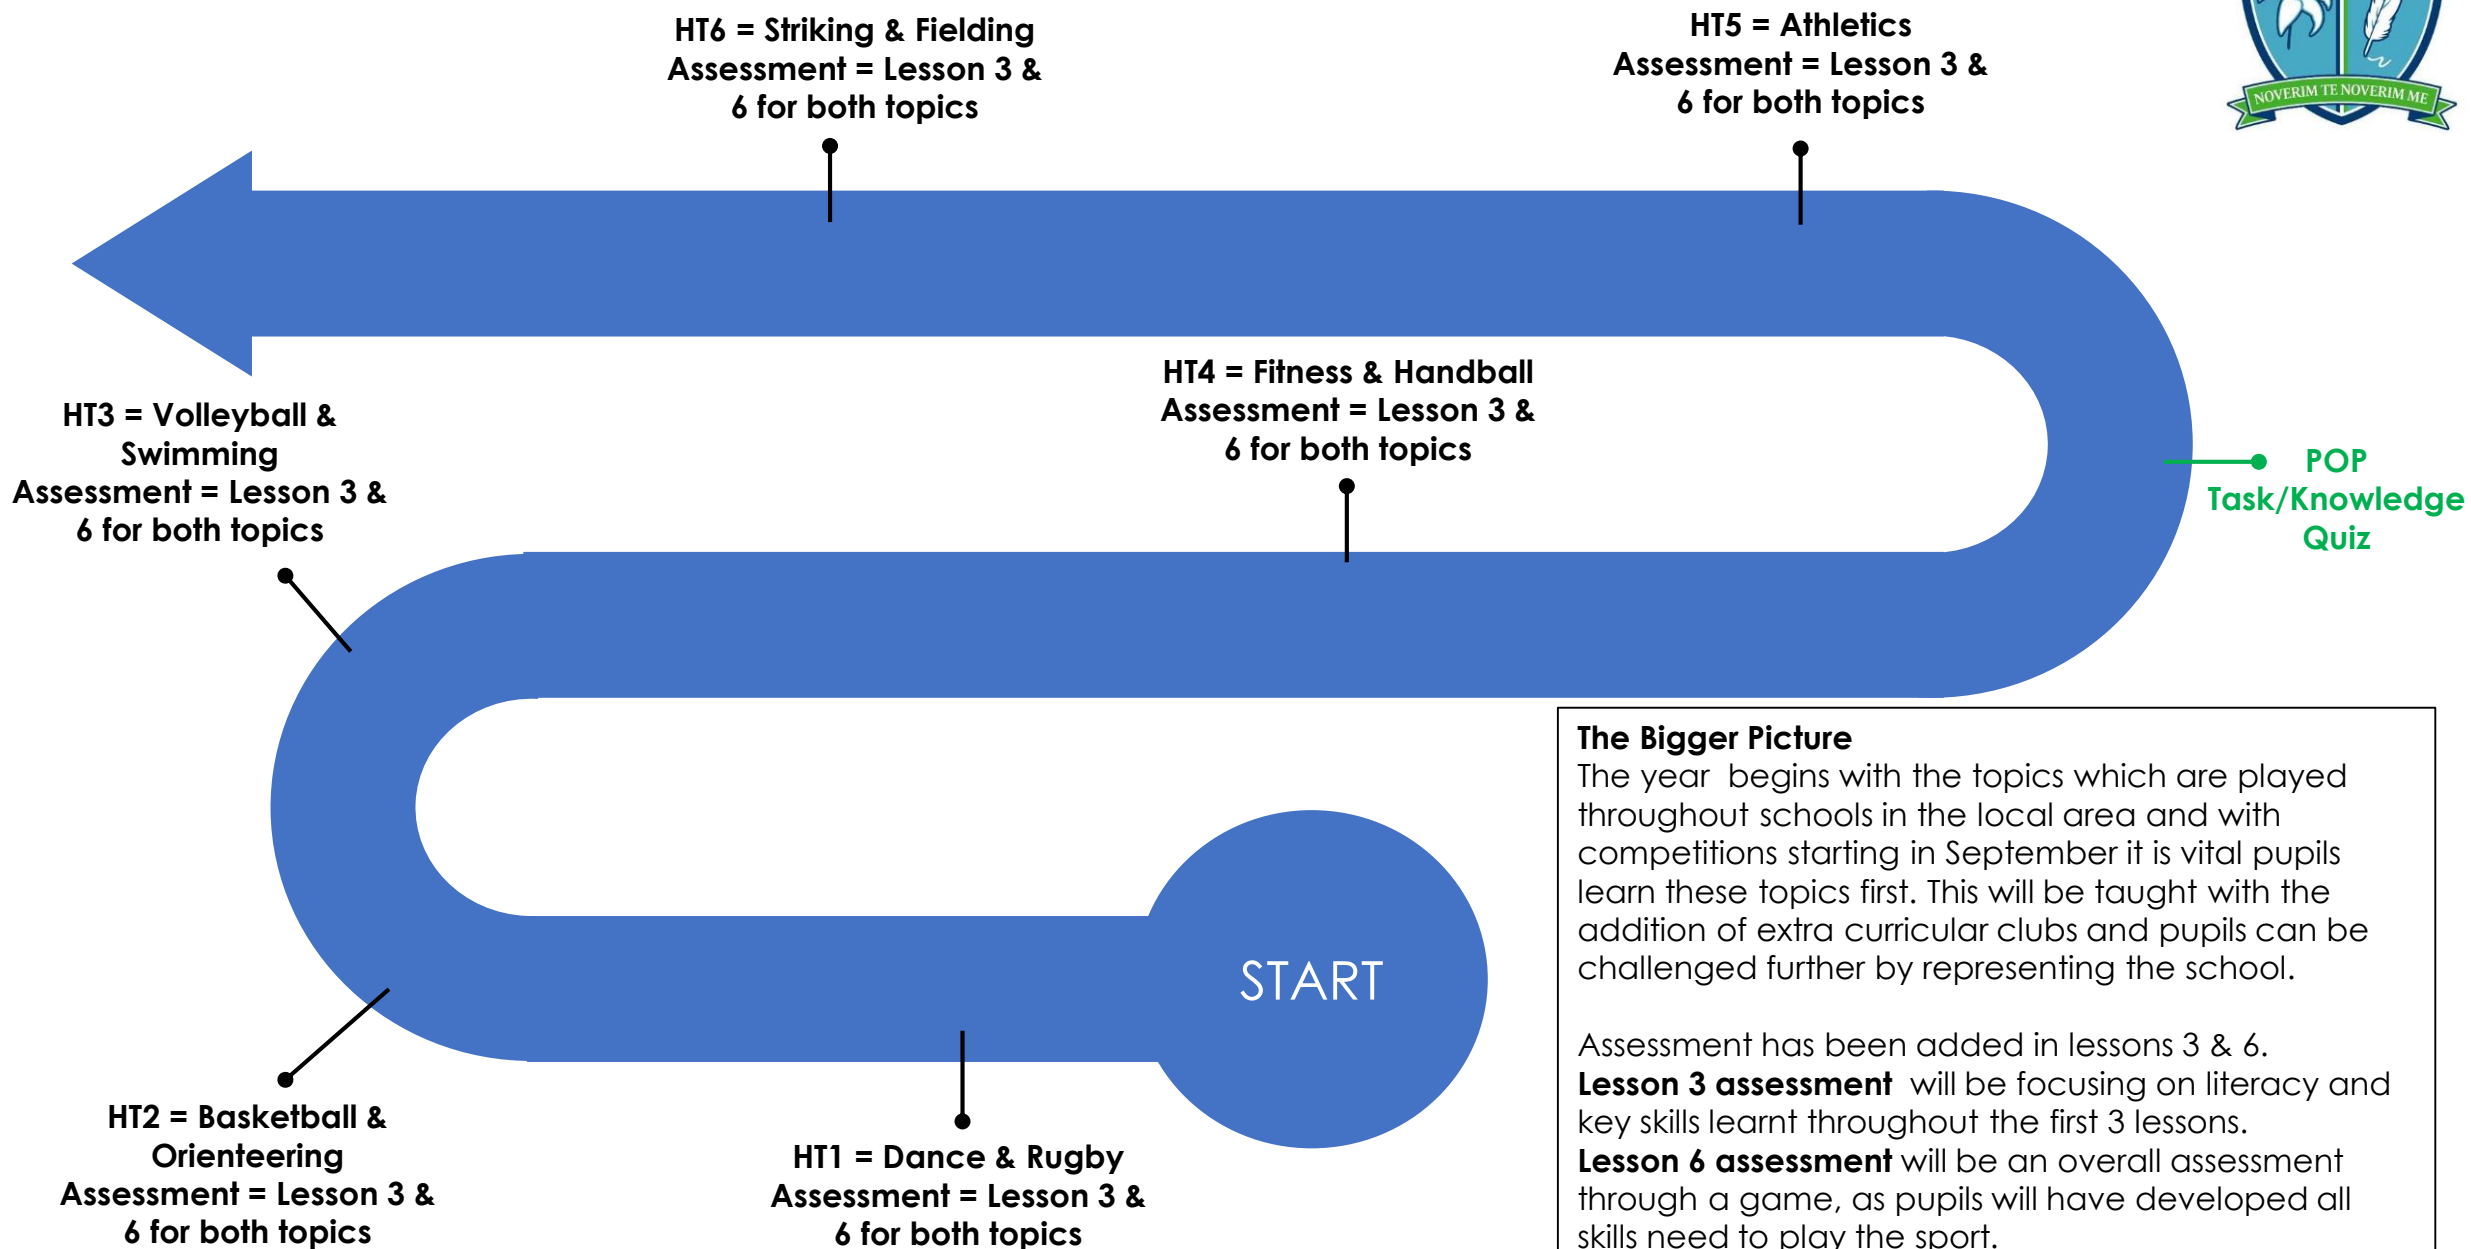 HT6 = Striking & Fielding
Assessment = Lesson 3 &
6 for both topics
HT5 = Athletics
Assessment = Lesson 3 &
6 for both topics
NOVERIM TE NOVERIM ME
HT3 = Volleyball &
Swimming
Assessment = Lesson 3 &
6 for both topics
HT4 = Fitness & Handball
Assessment = Lesson 3 &
6 for both topics
POP
Task/Knowledge
Quiz
START
HT2 = Basketball &
Orienteering
Assessment = Lesson 3 &
6 for both topics
HT1 = Dance & Rugby
Assessment = Lesson 3 &
6 for both topics
The Bigger Picture
The year begins with the topics which are played
throughout schools in the local area and with
competitions starting in September it is vital pupils
learn these topics first. This will be taught with the
addition of extra curricular clubs and pupils can be
challenged further by representing the school.
Assessment has been added in lessons 3 & 6.
Lesson 3 assessment will be focusing on literacy and
key skills learnt throughout the first 3 lessons.
Lesson 6 assessment will be an overall assessment
through a game, as pupils will have developed all
skills need to play the sport.